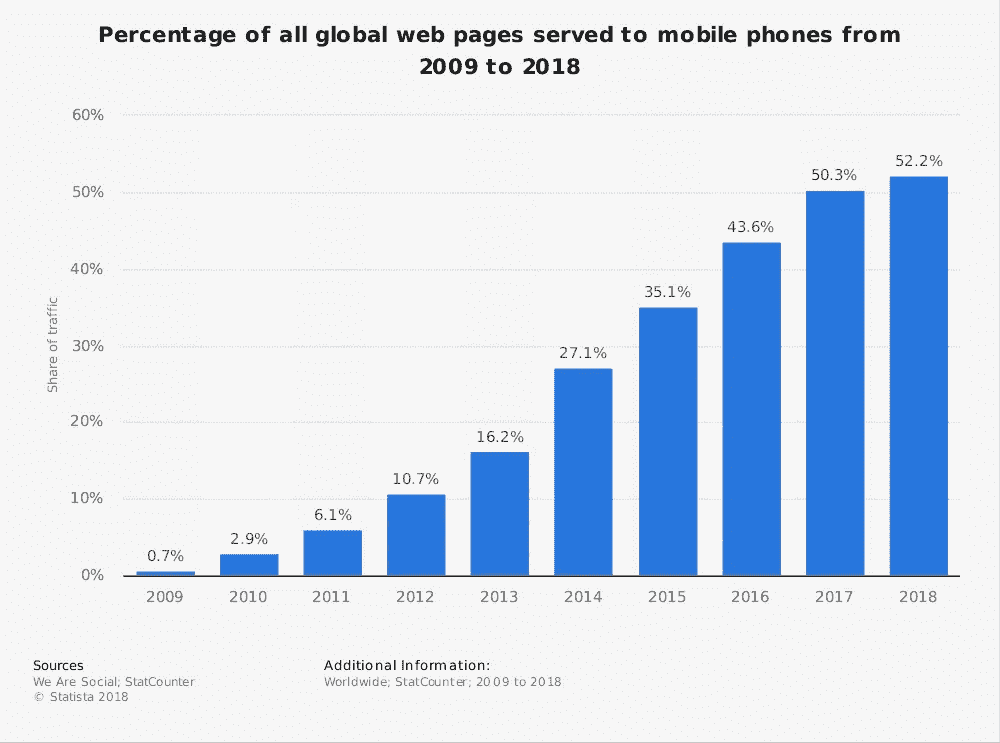 Percentage of all global web pages served to mobile phones from
2009 to 2018
60%
50%
40%
30%
20%
10%
0%
Share of traffic
0.7%
2.9%
6.1%
10.7%
16.2%
27.1%
35.1%
43.6%
50.3%
52.2%
2009 2010 2011 2012 2013 2014 2015 2016 2017 2018
Sources
We Are Social; StatCounter
© Statista 2018
Additional Information:
Worldwide; StatCounter; 2009 to 2018